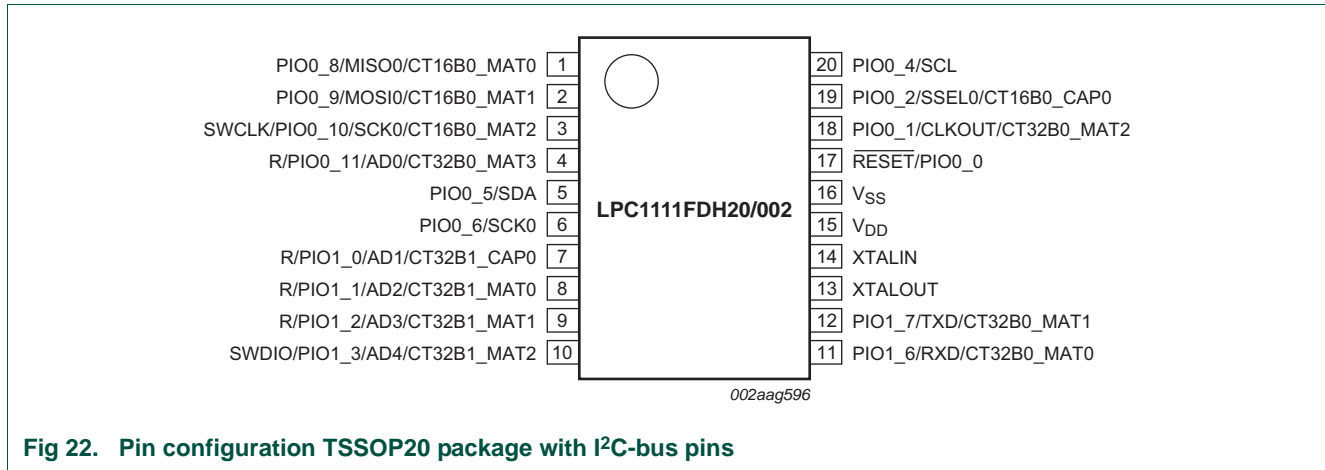 PIO0_8/MISO0/CT16B0_MAT0 1
PIO0_9/MOSI0/CT16B0_MAT1 2
SWCLK/PIO0_10/SCK0/CT16B0_MAT2 3
R/PIO0_11/AD0/CT32B0_MAT3 4
PIO0_5/SDA 5
PIO0_6/SCK0 6
R/PIO1_0/AD1/CT32B1_CAP0 7
R/PIO1_1/AD2/CT32B1_MAT0 8
R/PIO1_2/AD3/CT32B1_MAT1 9
SWDIO/PIO1_3/AD4/CT32B1_MAT2 10
LPC1111FDH20/002
20 PIO0_4/SCL
19 PIO0_2/SSEL0/CT16B0_CAP0
18 PIO0_1/CLKOUT/CT32B0_MAT2
17 RESET/PIO0_0
16 VSS
15 VDD
14 XTALIN
13 XTALOUT
12 PIO1_7/TXD/CT32B0_MAT1
11 PIO1_6/RXD/CT32B0_MAT0
002aag596
Fig 22. Pin configuration TSSOP20 package with I2C-bus pins